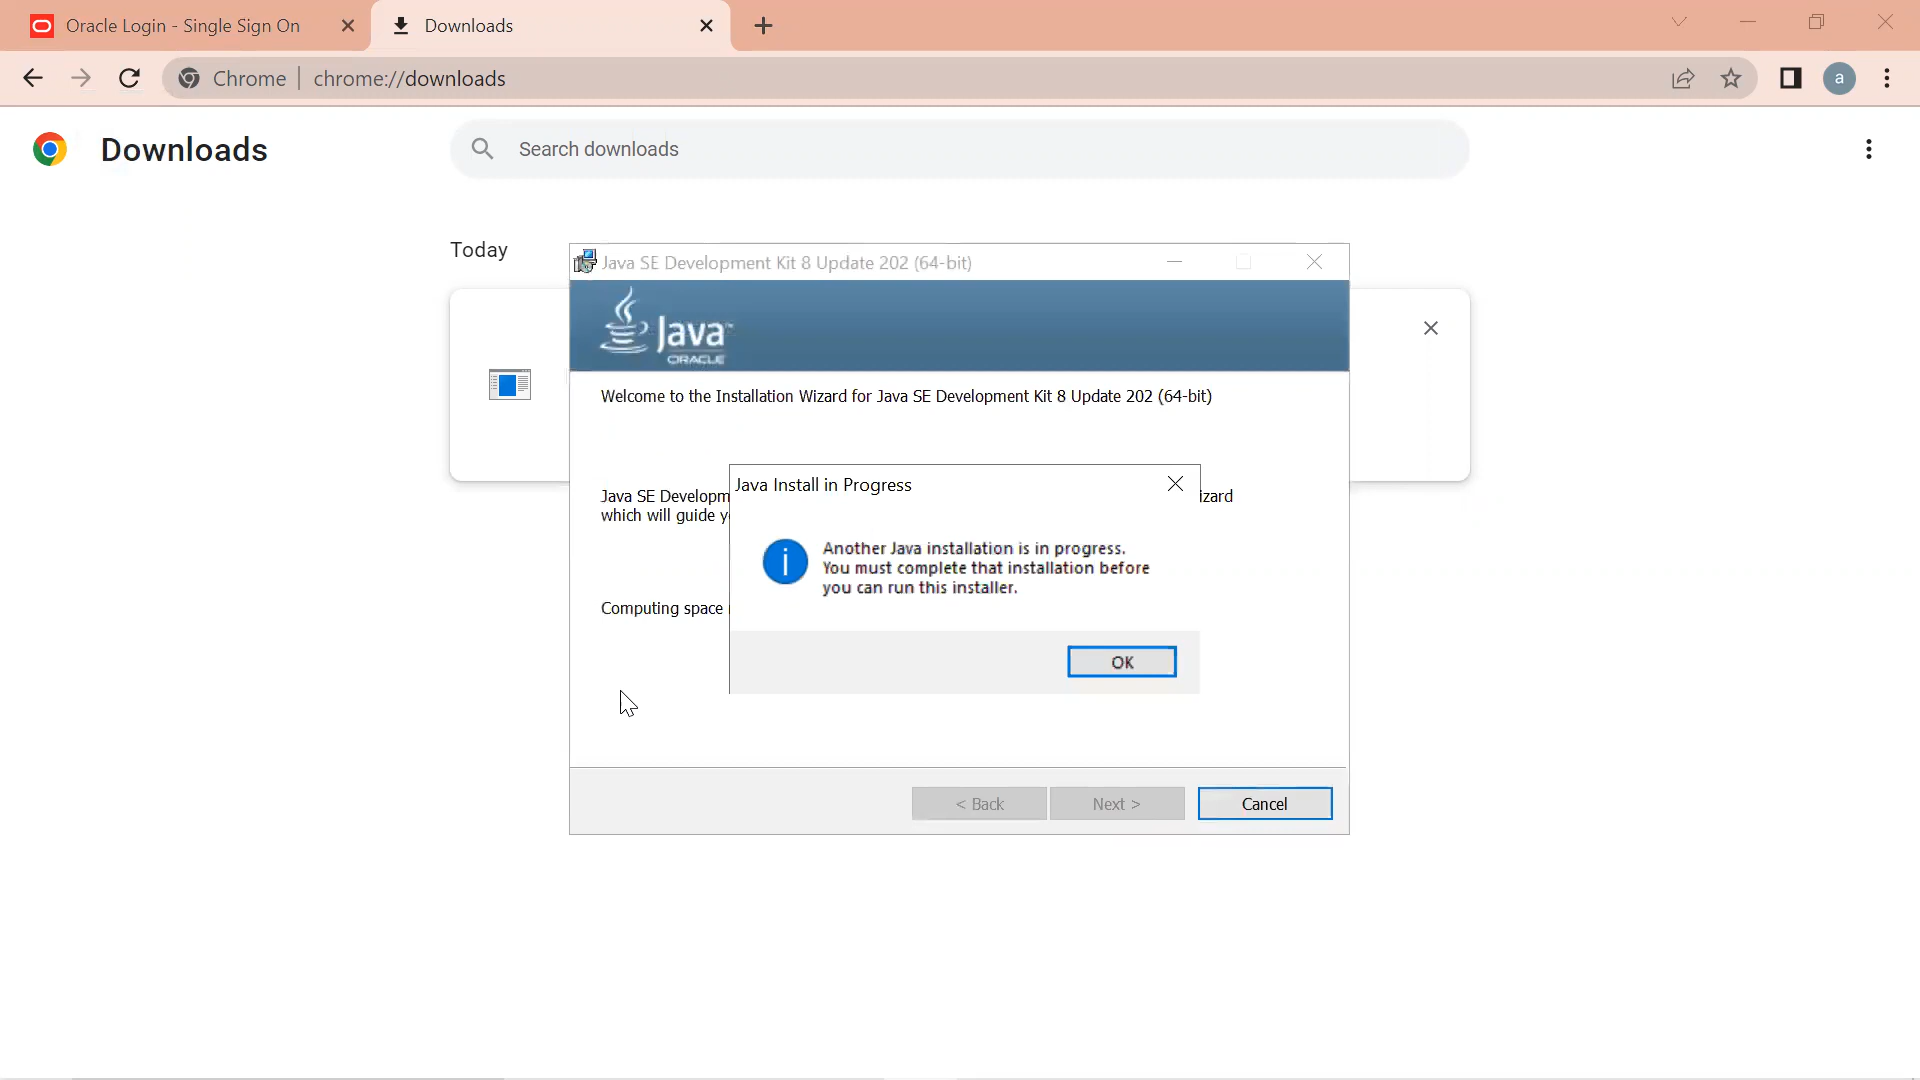 Oracle Login - Single Sign On
Downloads
Chrome | chrome://downloads
a
Downloads
Search downloads
Today
Java SE Development Kit 8 Update 202 (64-bit)
Java™
ORACLE
Welcome to the Installation Wizard for Java SE Development Kit 8 Update 202 (64-bit)
Java Install in Progress
Java SE Developm
izard
which will guide y
Another Java installation is in progress.
You must complete that installation before
you can run this installer.
Computing space
OK
< Back
Next >
Cancel